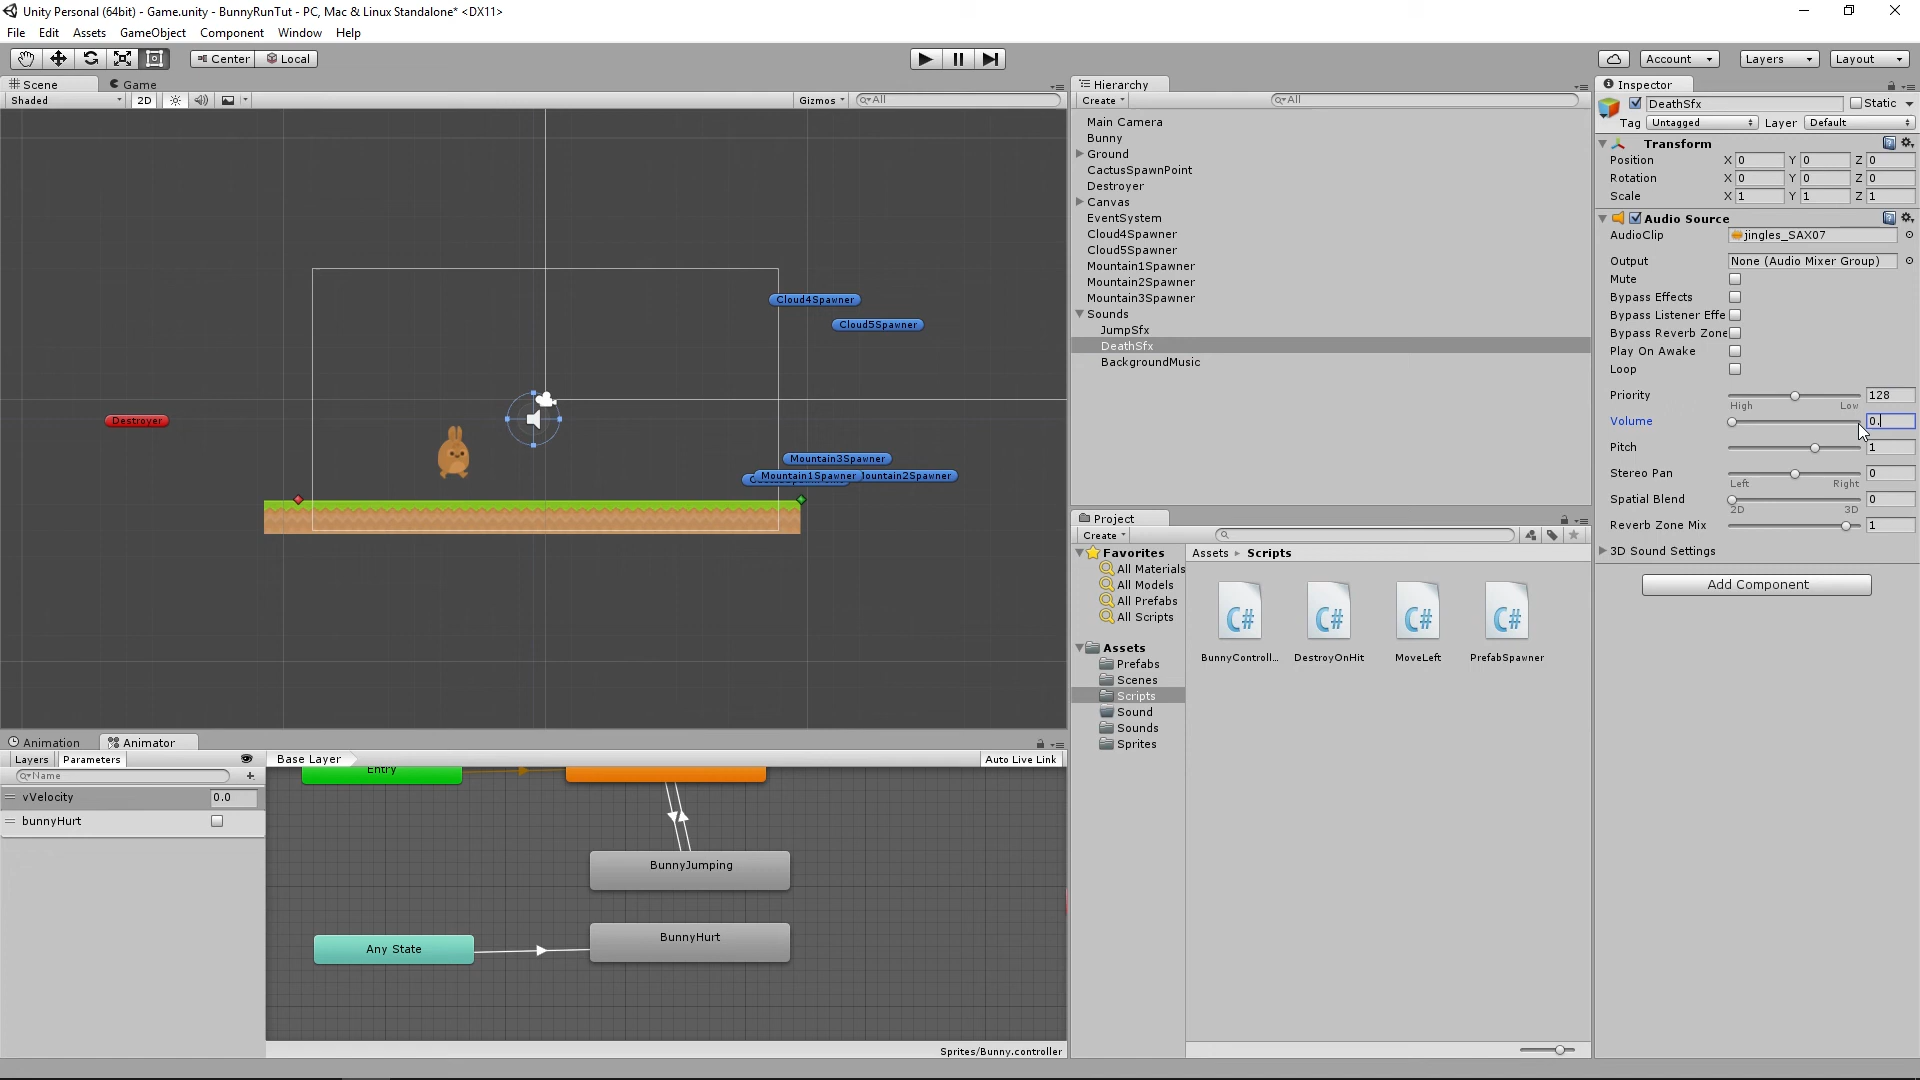 Unity Personal (64bit) - Game.unity - BunnyRunTut - PC, Mac & Linux Standalone* <DX11>
File Edit Assets GameObject Component Window Help
Center Local Account Layers Layout
Scene Game
Shaded 2D Gizmos All
Cloud4Spawner
Cloud5Spawner
Destroyer
Mountain3Spawner
Mountain1Spawner ountain2Spawner
Animation Animator
Layers Parameters
Name
vVelocity 0.0
bunnyHurt
Base Layer Auto Live Link
Entry
BunnyJumping
BunnyHurt
Any State
Sprites/Bunny.controller
Hierarchy
Create All
Main Camera
Bunny
Ground
CactusSpawnPoint
Destroyer
Canvas
EventSystem
Cloud4Spawner
Cloud5Spawner
Mountain1Spawner
Mountain2Spawner
Mountain3Spawner
Sounds
JumpSfx
DeathSfx
BackgroundMusic
Project
Create
Favorites
All Materials
All Models
All Prefabs
All Scripts
Assets
Prefabs
Scenes
Scripts
Sound
Sounds
Sprites
Assets Scripts
C# C# C# C#
BunnyControll... DestroyOnHit MoveLeft PrefabSpawner
Inspector
DeathSfx Static
Tag Untagged Layer Default
Transform
Position X 0 Y 0 Z 0
Rotation X 0 Y 0 Z 0
Scale X 1 Y 1 Z 1
Audio Source
AudioClip jingles_SAX07
Output None (Audio Mixer Group)
Mute
Bypass Effects
Bypass Listener Effe
Bypass Reverb Zone
Play On Awake
Loop
Priority 128
High Low
Volume 0.
Pitch 1
Stereo Pan 0
Left Right
Spatial Blend 0
2D 3D
Reverb Zone Mix 1
3D Sound Settings
Add Component